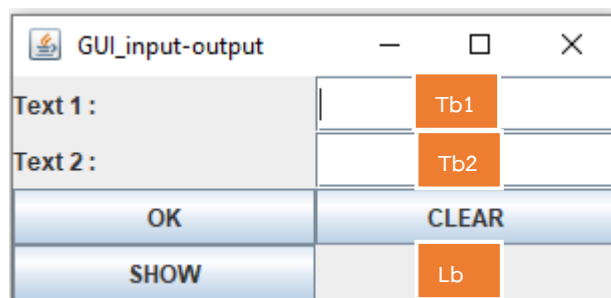 GUI_input-output
Text 1 : Tb1
Text 2 : Tb2
OK CLEAR
SHOW Lb